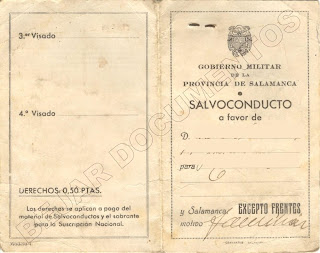 3.er Visado
4.º Visado
DERECHOS: 0,50 PTAS.
Los derechos se aplican a pago del
material de Salvoconductos y el sobrante
para la Suscripción Nacional.
GOBIERNO MILITAR
DE LA
PROVINCIA DE SALAMANCA
SALVOCONDUCTO
a favor de
D.
para
y Salamanca EXCEPTO FRENTES
motivo
BEJAR DOCUMENTOS